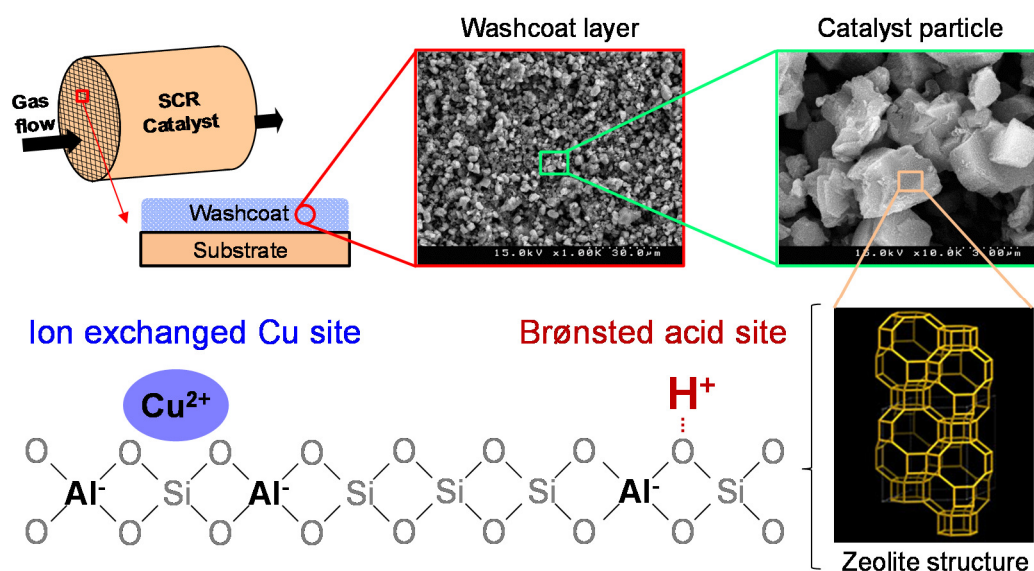 Washcoat layer
Catalyst particle
Gas
flow
SCR
Catalyst
Washcoat
Substrate
15.0kV x1.00K 30.0µm
15.0kV x10.0K 3.00µm
Ion exchanged Cu site
Brønsted acid site
Cu²⁺
H⁺
O O O O O O O O O
Al⁻ Si Al⁻ Si Si Si Al⁻ Si
O O O O O O O O O
Zeolite structure